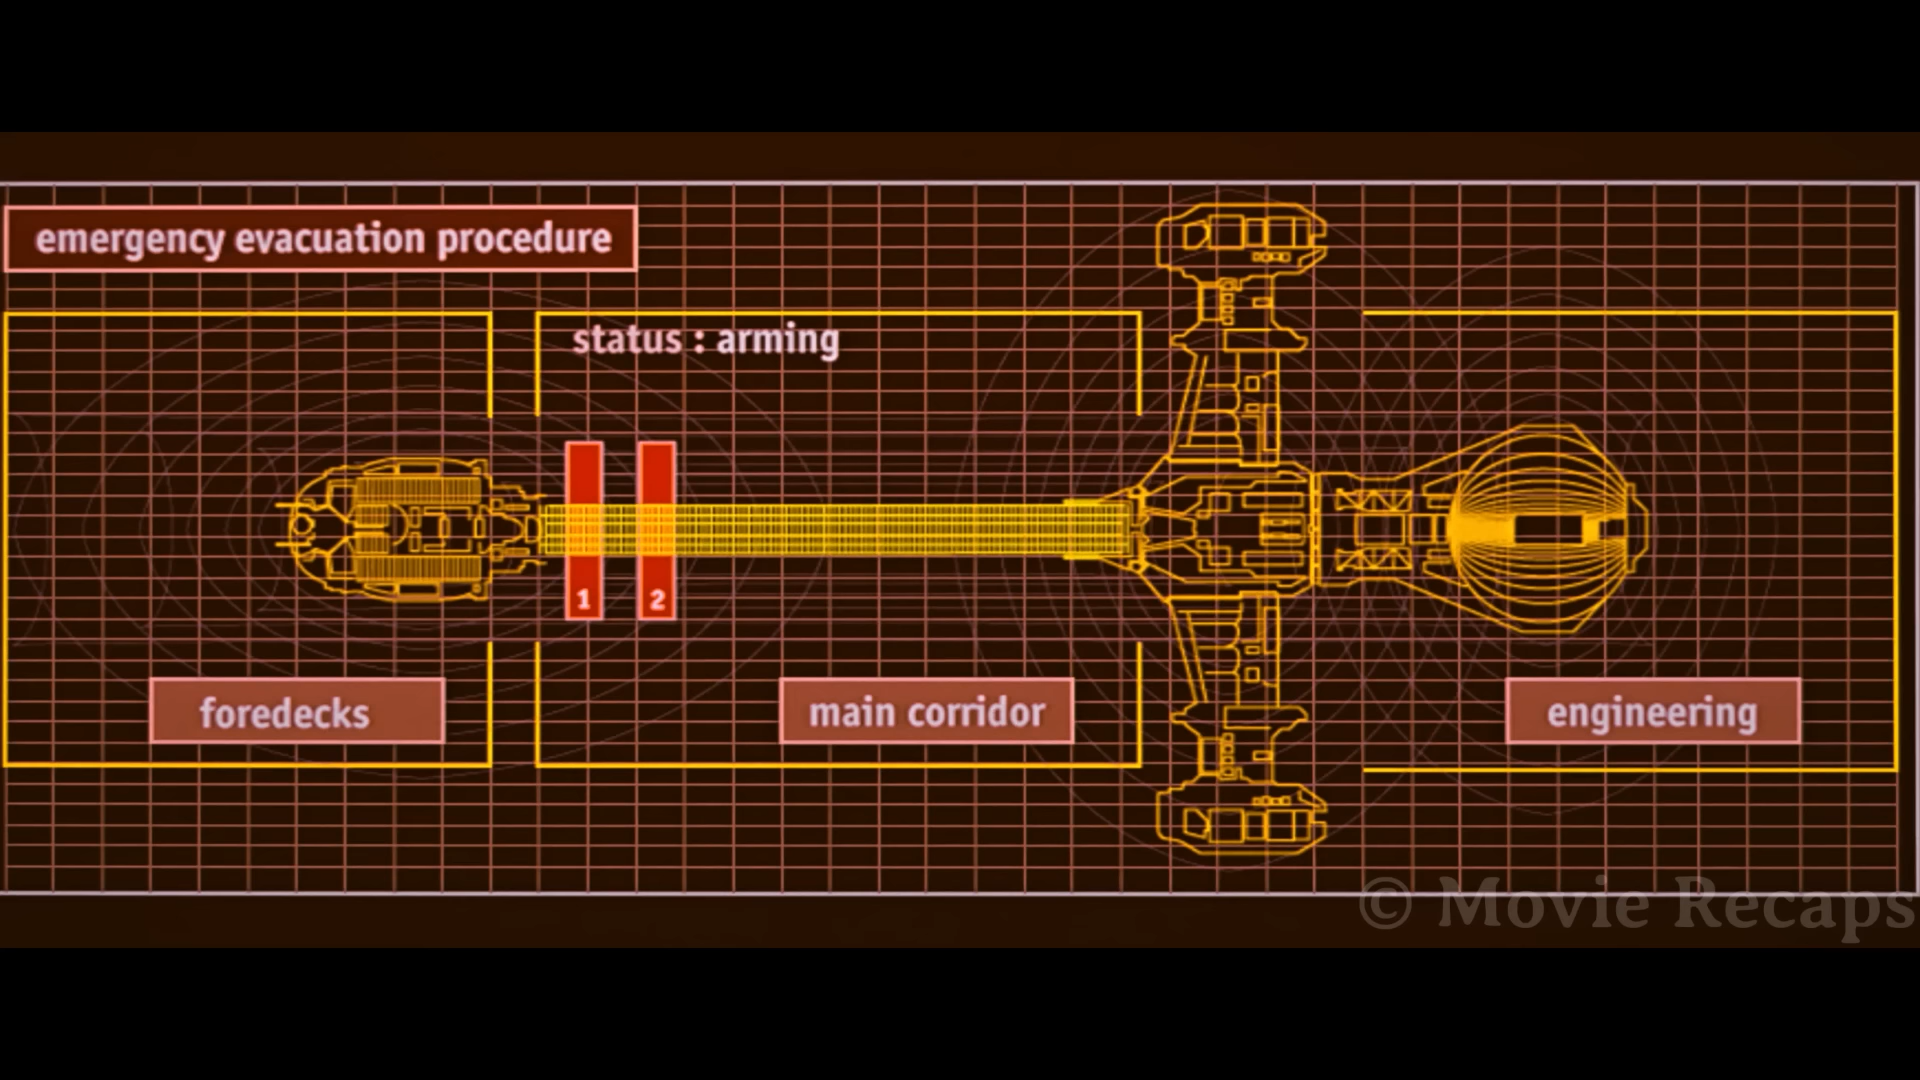 emergency evacuation procedure
status : arming
1 2
foredecks
main corridor
engineering
© Movie Recaps